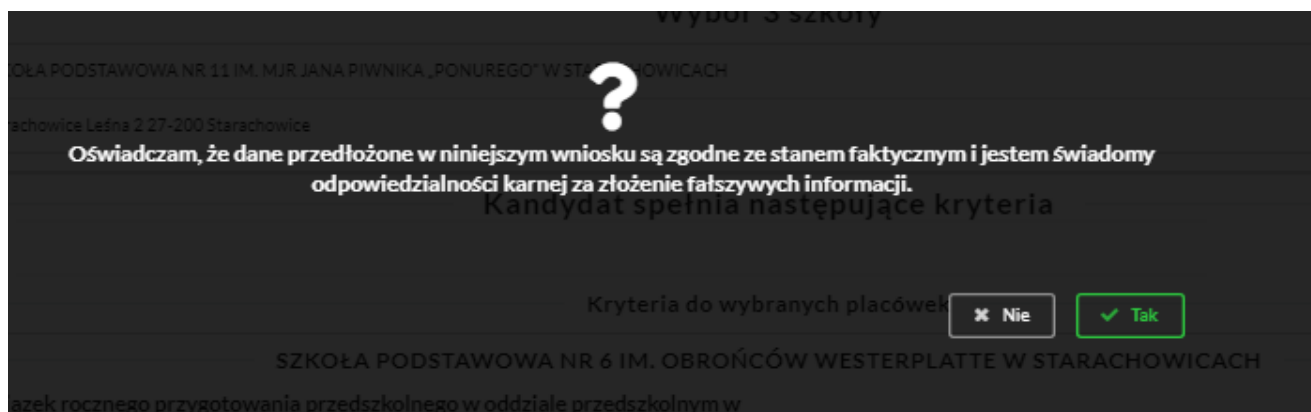 Wybór 3 szkoły
OŁA PODSTAWOWA NR 11 IM. MJR JANA PIWNIKA „PONUREGO" W STARACHOWICACH
rachowice Leśna 2 27-200 Starachowice
?
Oświadczam, że dane przedłożone w niniejszym wniosku są zgodne ze stanem faktycznym i jestem świadomy
odpowiedzialności karnej za złożenie fałszywych informacji.
Kandydat spełnia następujące kryteria
Kryteria do wybranych placówek
✖ Nie
✔ Tak
SZKOŁA PODSTAWOWA NR 6 IM. OBROŃCÓW WESTERPLATTE W STARACHOWICACH
ązek rocznego przygotowania przedszkolnego w oddziale przedszkolnym w